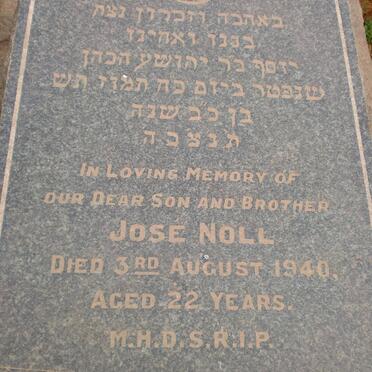 באהבה וזכרון נצח
בננו ואחינו
יוסף בר יהושע הכהן
שנפטר ביום כח תמוז תש
בן כב שנה
ת נ צ ב ה
IN LOVING MEMORY OF
OUR DEAR SON AND BROTHER
JOSE NOLL
DIED 3RD AUGUST 1940.
AGED 22 YEARS.
M.H.D.S.R.I.P.